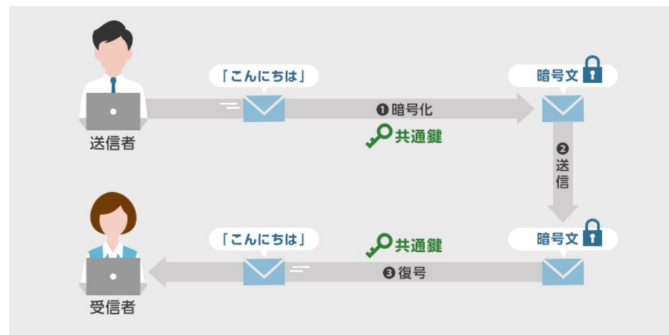 「こんにちは」
暗号文
❶暗号化
共通鍵
送信者
❷送信
「こんにちは」
共通鍵
暗号文
❸復号
受信者